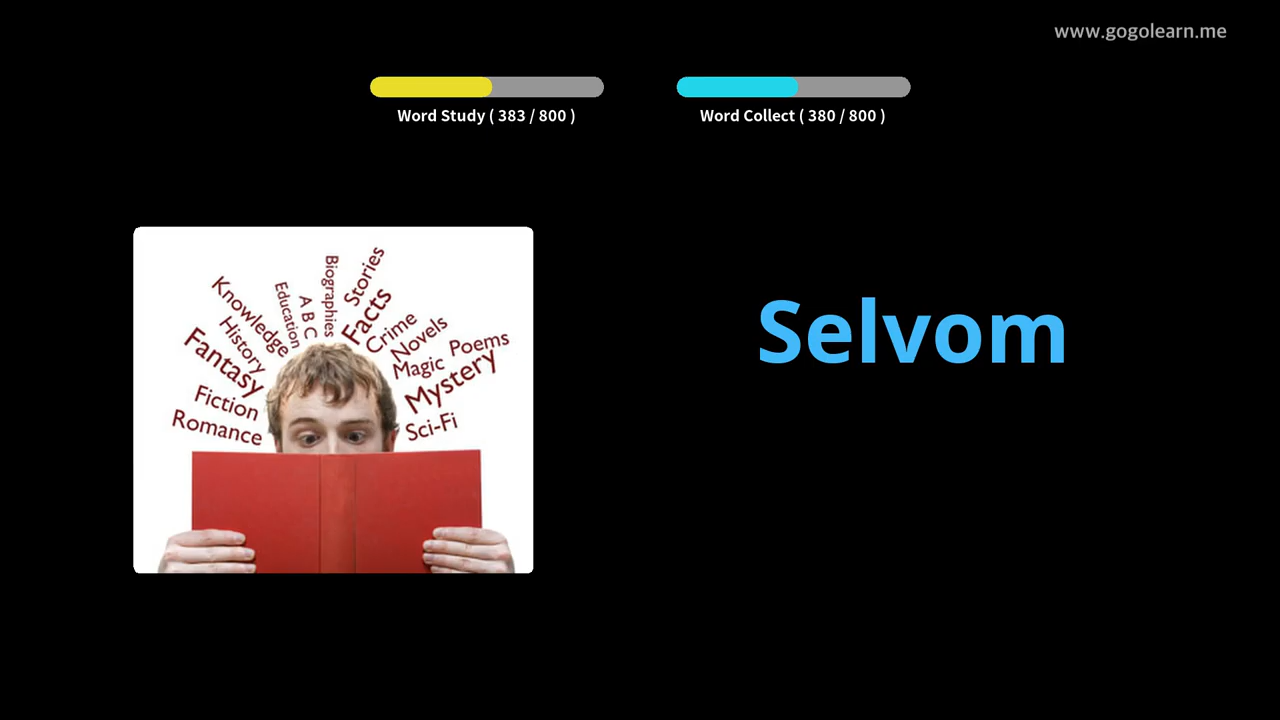 www.gogolearn.me
Word Study ( 383 / 800 )
Word Collect ( 380 / 800 )
Selvom
Romance
Fiction
Fantasy
History
Knowledge
Education
A B C
Biographies
Stories
Facts
Crime
Novels
Magic
Poems
Mystery
Sci-Fi